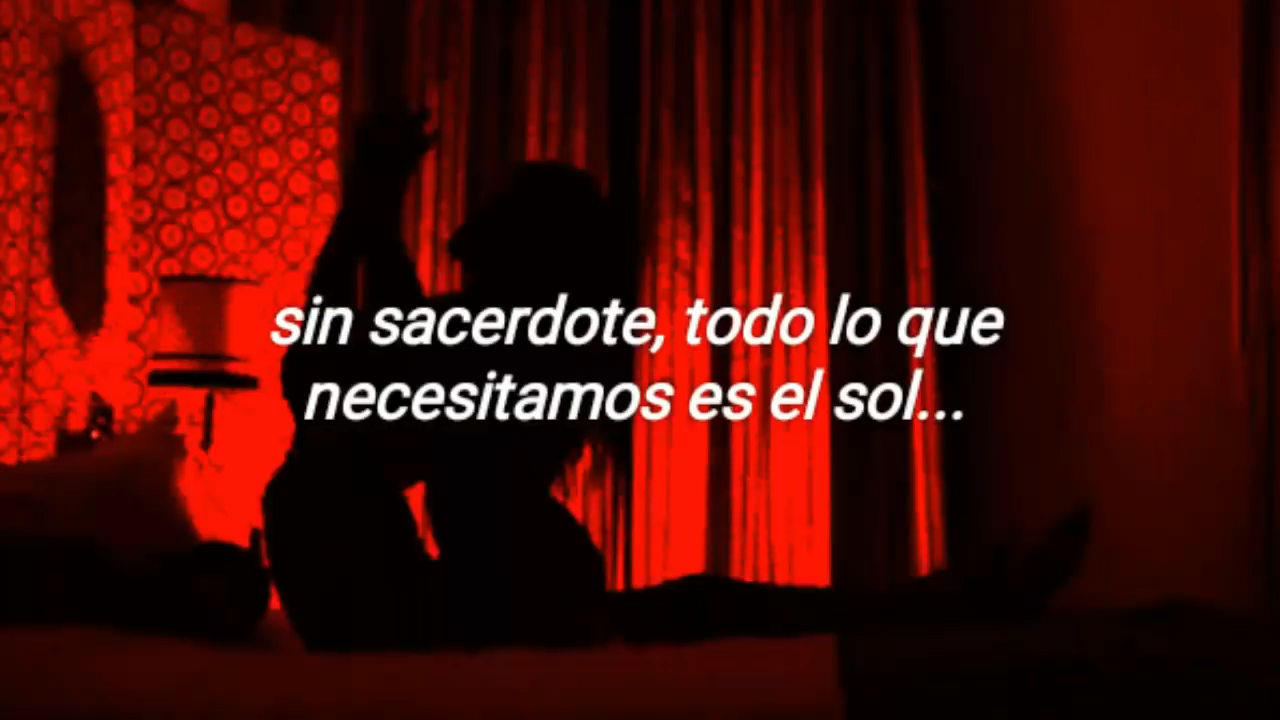 sin sacerdote, todo lo que
necesitamos es el sol...